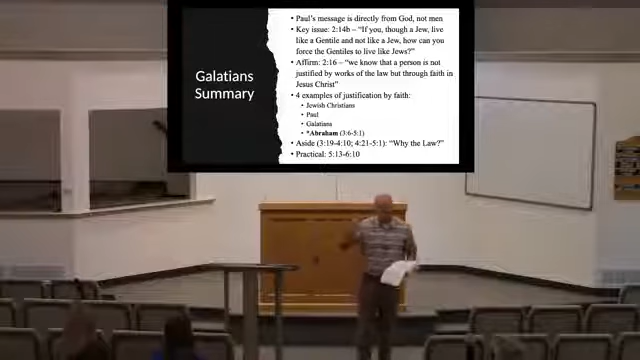 Galatians
Summary
• Paul's message is directly from God, not men
• Key issue: 2:14b – "If you, though a Jew, live
like a Gentile and not like a Jew, how can you
force the Gentiles to live like Jews?"
• Affirm: 2:16 – "we know that a person is not
justified by works of the law but through faith in
Jesus Christ"
• 4 examples of justification by faith:
• Jewish Christians
• Paul
• Galatians
• *Abraham (3:6-5:1)
• Aside (3:19-4:10; 4:21-5:1): "Why the Law?"
• Practical: 5:13-6:10